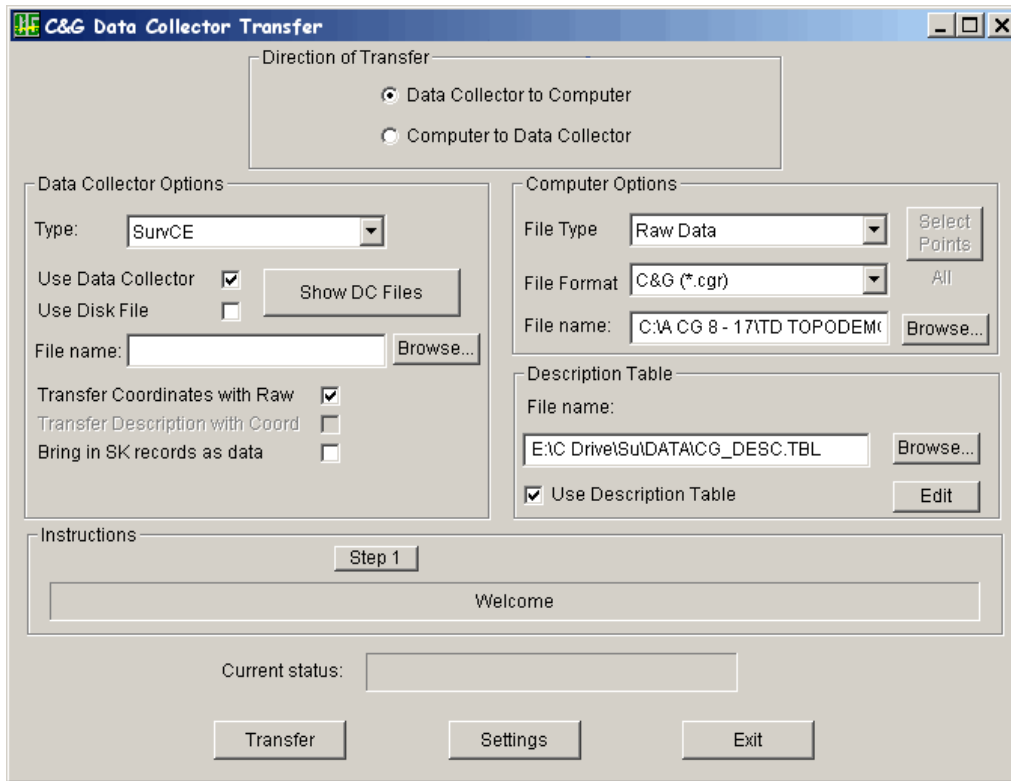 C&G Data Collector Transfer
Direction of Transfer
Data Collector to Computer
Computer to Data Collector
Data Collector Options
Type:
SurvCE
Use Data Collector
Use Disk File
Show DC Files
File name:
Browse...
Transfer Coordinates with Raw
Transfer Description with Coord
Bring in SK records as data
Computer Options
File Type
Raw Data
Select Points
All
File Format
C&G (*.cgr)
File name:
C:\A CG 8 - 17\TD TOPODEMO
Browse...
Description Table
File name:
E:\C Drive\Su\DATA\CG_DESC.TBL
Browse...
Use Description Table
Edit
Instructions
Step 1
Welcome
Current status:
Transfer
Settings
Exit